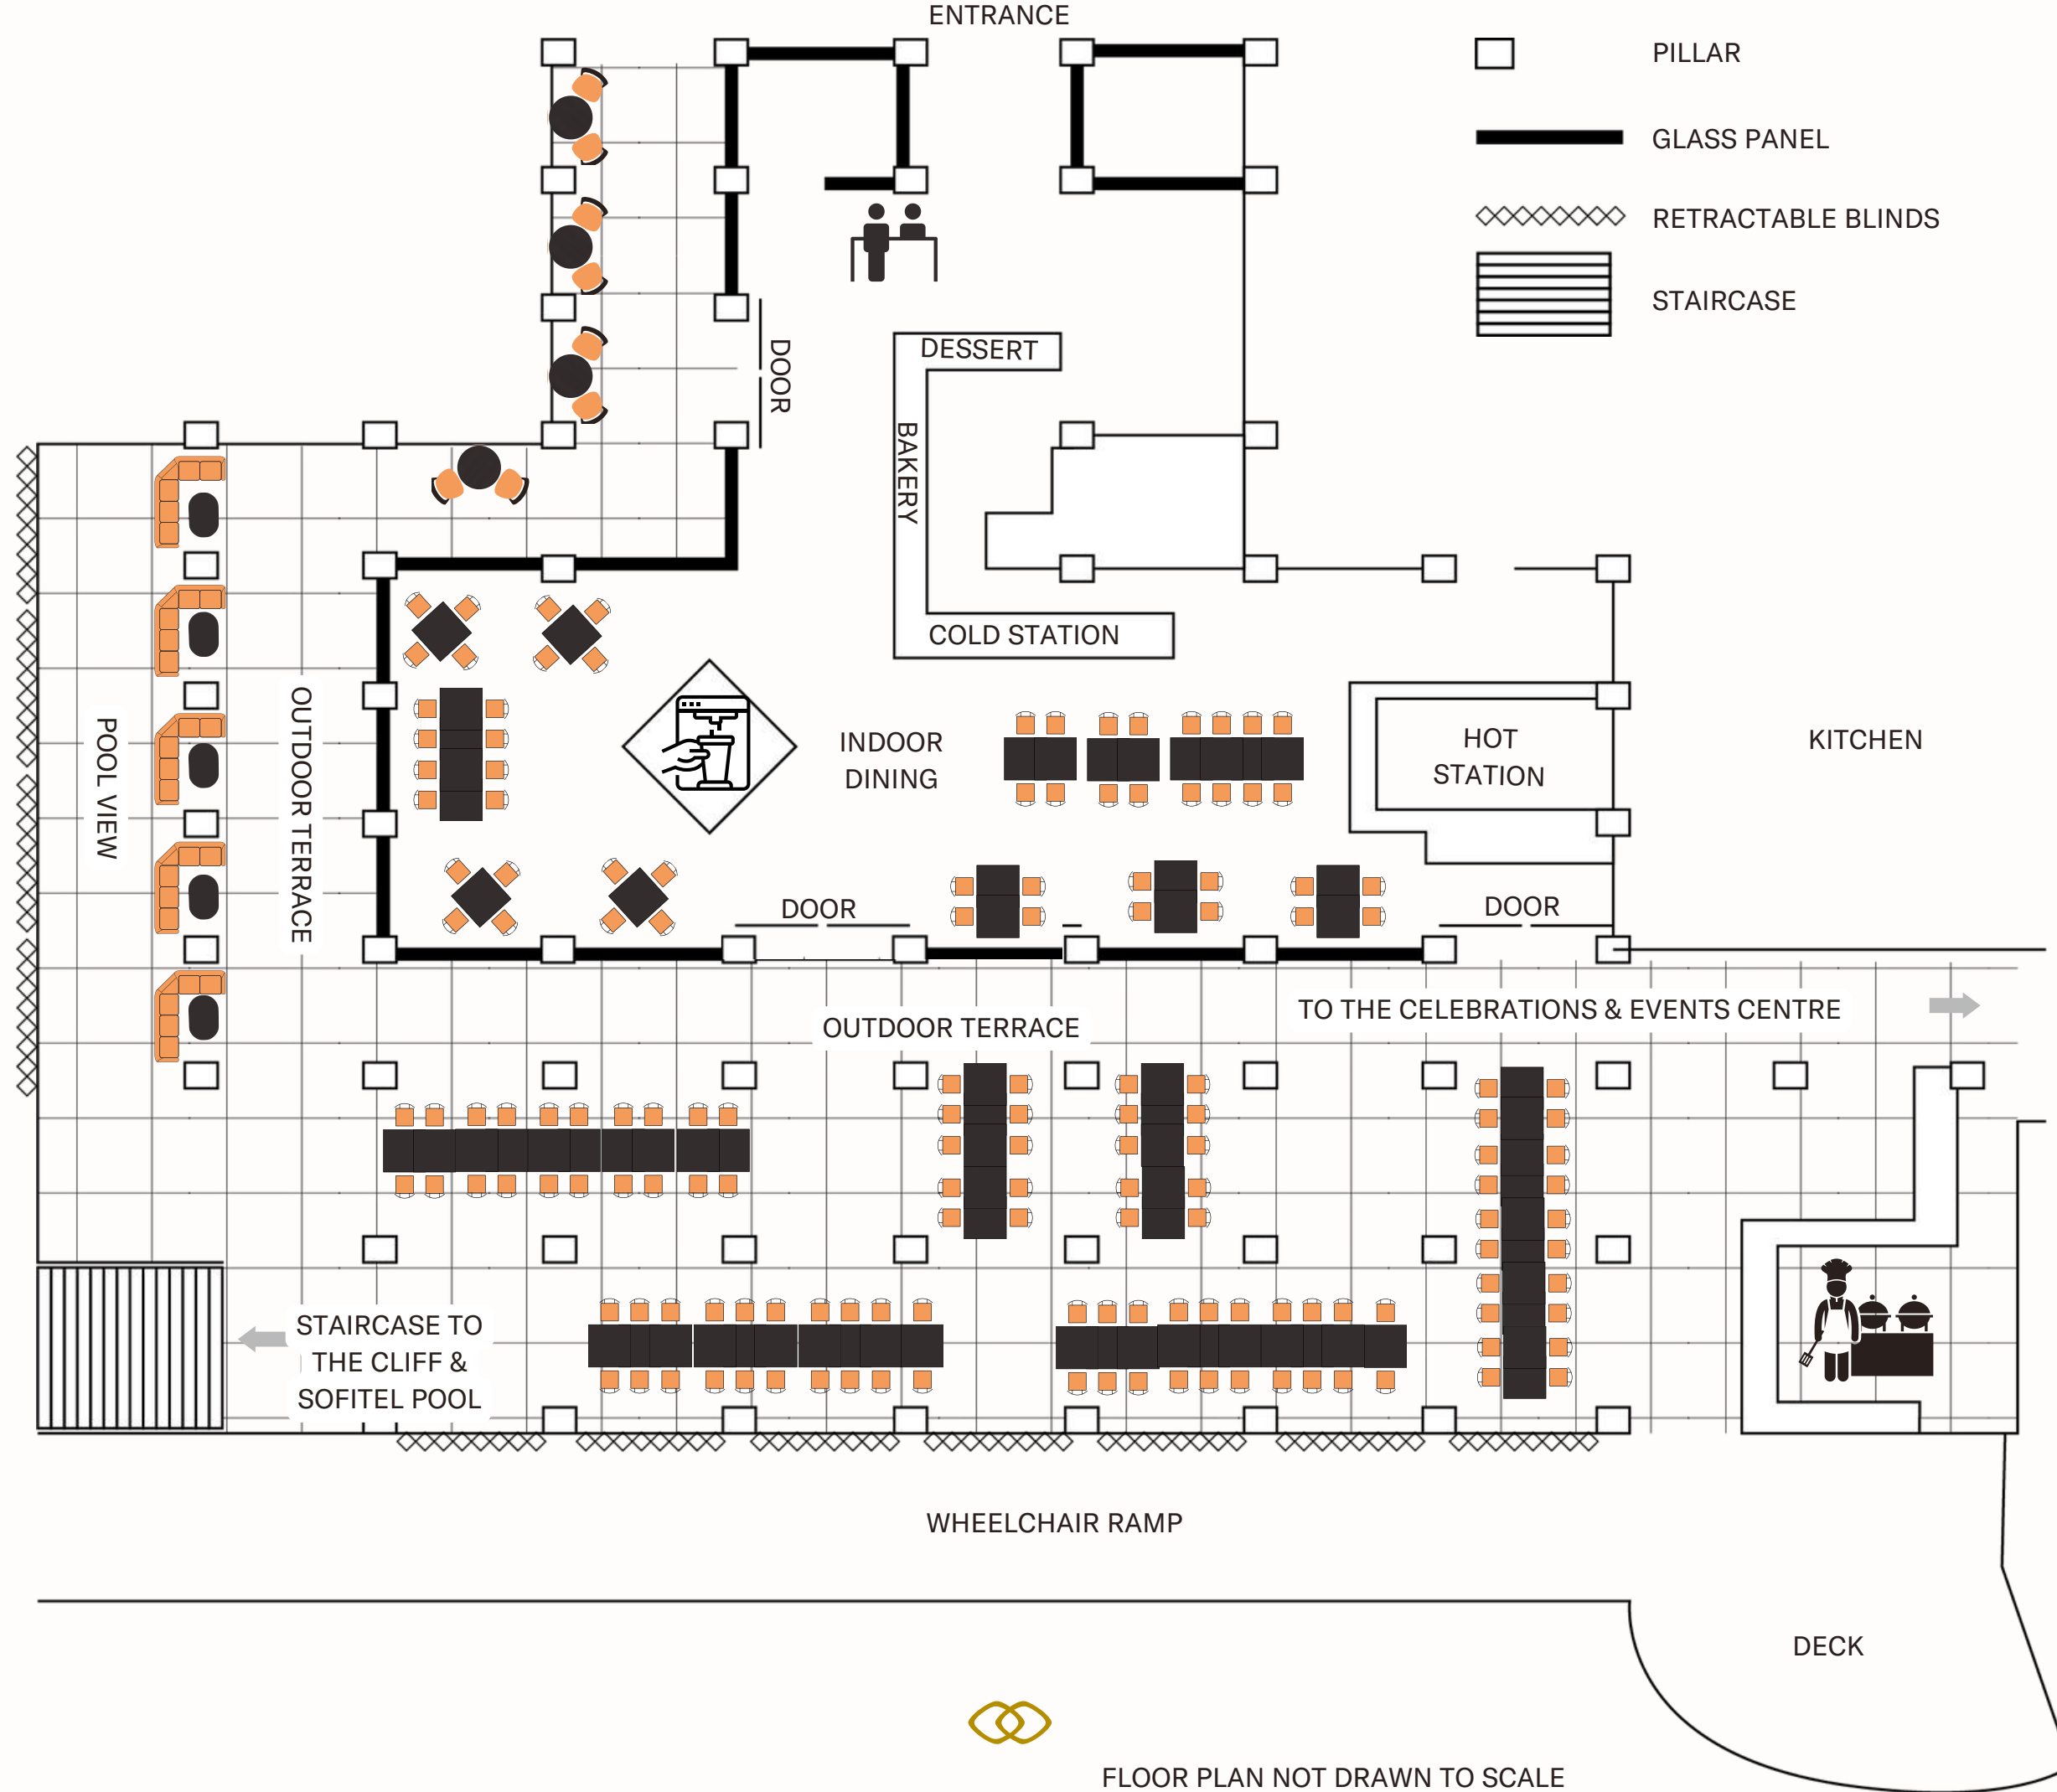 ENTRANCE
PILLAR
GLASS PANEL
RETRACTABLE BLINDS
STAIRCASE
DOOR
DESSERT
BAKERY
COLD STATION
POOL VIEW
OUTDOOR TERRACE
INDOOR
DINING
HOT
STATION
KITCHEN
DOOR
DOOR
OUTDOOR TERRACE
TO THE CELEBRATIONS & EVENTS CENTRE
STAIRCASE TO
THE CLIFF &
SOFITEL POOL
WHEELCHAIR RAMP
DECK
FLOOR PLAN NOT DRAWN TO SCALE